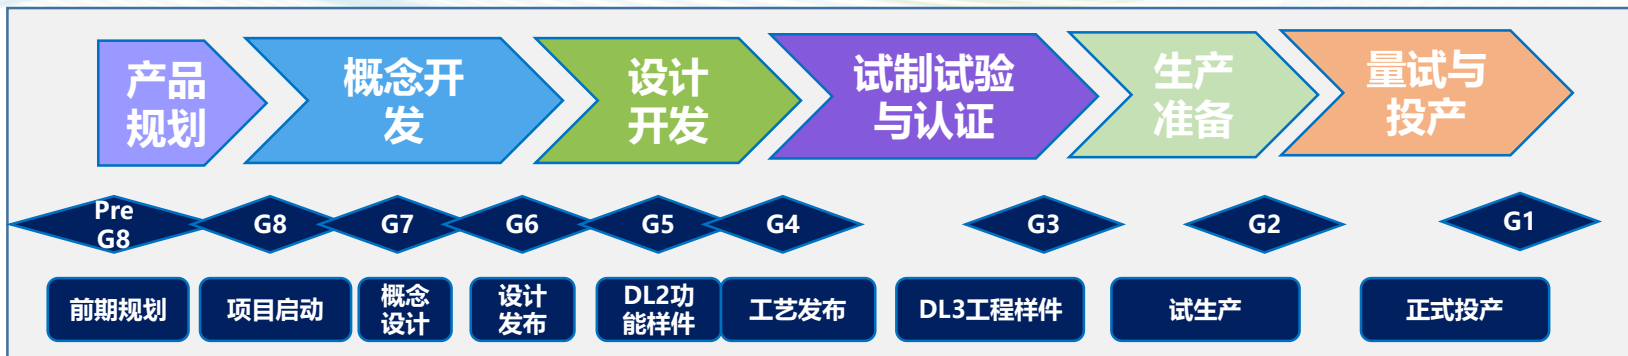 产品
规划
概念开
发
设计
开发
试制试验
与认证
生产
准备
量试与
投产
Pre
G8
G8
G7
G6
G5
G4
G3
G2
G1
前期规划
项目启动
概念
设计
设计
发布
DL2功
能样件
工艺发布
DL3工程样件
试生产
正式投产